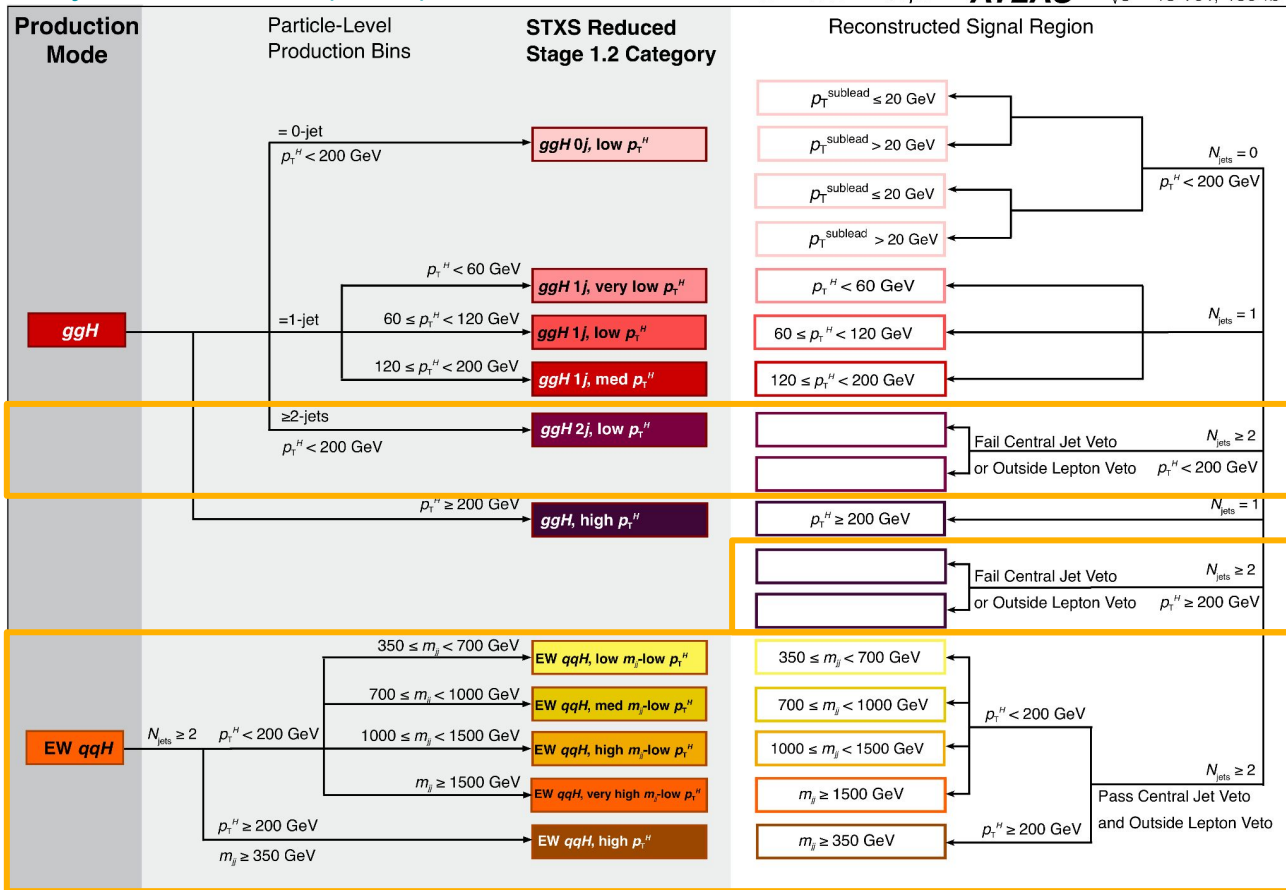 Production Mode
Particle-Level Production Bins
STXS Reduced Stage 1.2 Category
Reconstructed Signal Region
= 0-jet
p_T^H < 200 GeV
ggH 0j, low p_T^H
p_T^sublead ≤ 20 GeV
p_T^sublead > 20 GeV
p_T^sublead ≤ 20 GeV
p_T^sublead > 20 GeV
N_jets = 0
p_T^H < 200 GeV
ggH
=1-jet
p_T^H < 60 GeV
ggH 1j, very low p_T^H
p_T^H < 60 GeV
60 ≤ p_T^H < 120 GeV
ggH 1j, low p_T^H
60 ≤ p_T^H < 120 GeV
N_jets = 1
120 ≤ p_T^H < 200 GeV
ggH 1j, med p_T^H
120 ≤ p_T^H < 200 GeV
≥2-jets
p_T^H < 200 GeV
ggH 2j, low p_T^H
Fail Central Jet Veto
or Outside Lepton Veto
N_jets ≥ 2
p_T^H < 200 GeV
p_T^H ≥ 200 GeV
ggH, high p_T^H
p_T^H ≥ 200 GeV
N_jets = 1
Fail Central Jet Veto
or Outside Lepton Veto
N_jets ≥ 2
p_T^H ≥ 200 GeV
EW qqH
N_jets ≥ 2
p_T^H < 200 GeV
350 ≤ m_jj < 700 GeV
EW qqH, low m_jj-low p_T^H
350 ≤ m_jj < 700 GeV
700 ≤ m_jj < 1000 GeV
EW qqH, med m_jj-low p_T^H
700 ≤ m_jj < 1000 GeV
p_T^H < 200 GeV
1000 ≤ m_jj < 1500 GeV
EW qqH, high m_jj-low p_T^H
1000 ≤ m_jj < 1500 GeV
m_jj ≥ 1500 GeV
EW qqH, very high m_jj-low p_T^H
m_jj ≥ 1500 GeV
N_jets ≥ 2
Pass Central Jet Veto
and Outside Lepton Veto
p_T^H ≥ 200 GeV
m_jj ≥ 350 GeV
EW qqH, high p_T^H
m_jj ≥ 350 GeV
p_T^H ≥ 200 GeV